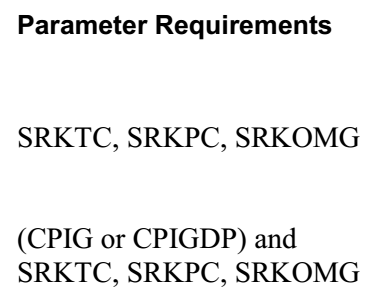 Parameter Requirements
SRKTC, SRKPC, SRKOMG
(CPIG or CPIGDP) and
SRKTC, SRKPC, SRKOMG